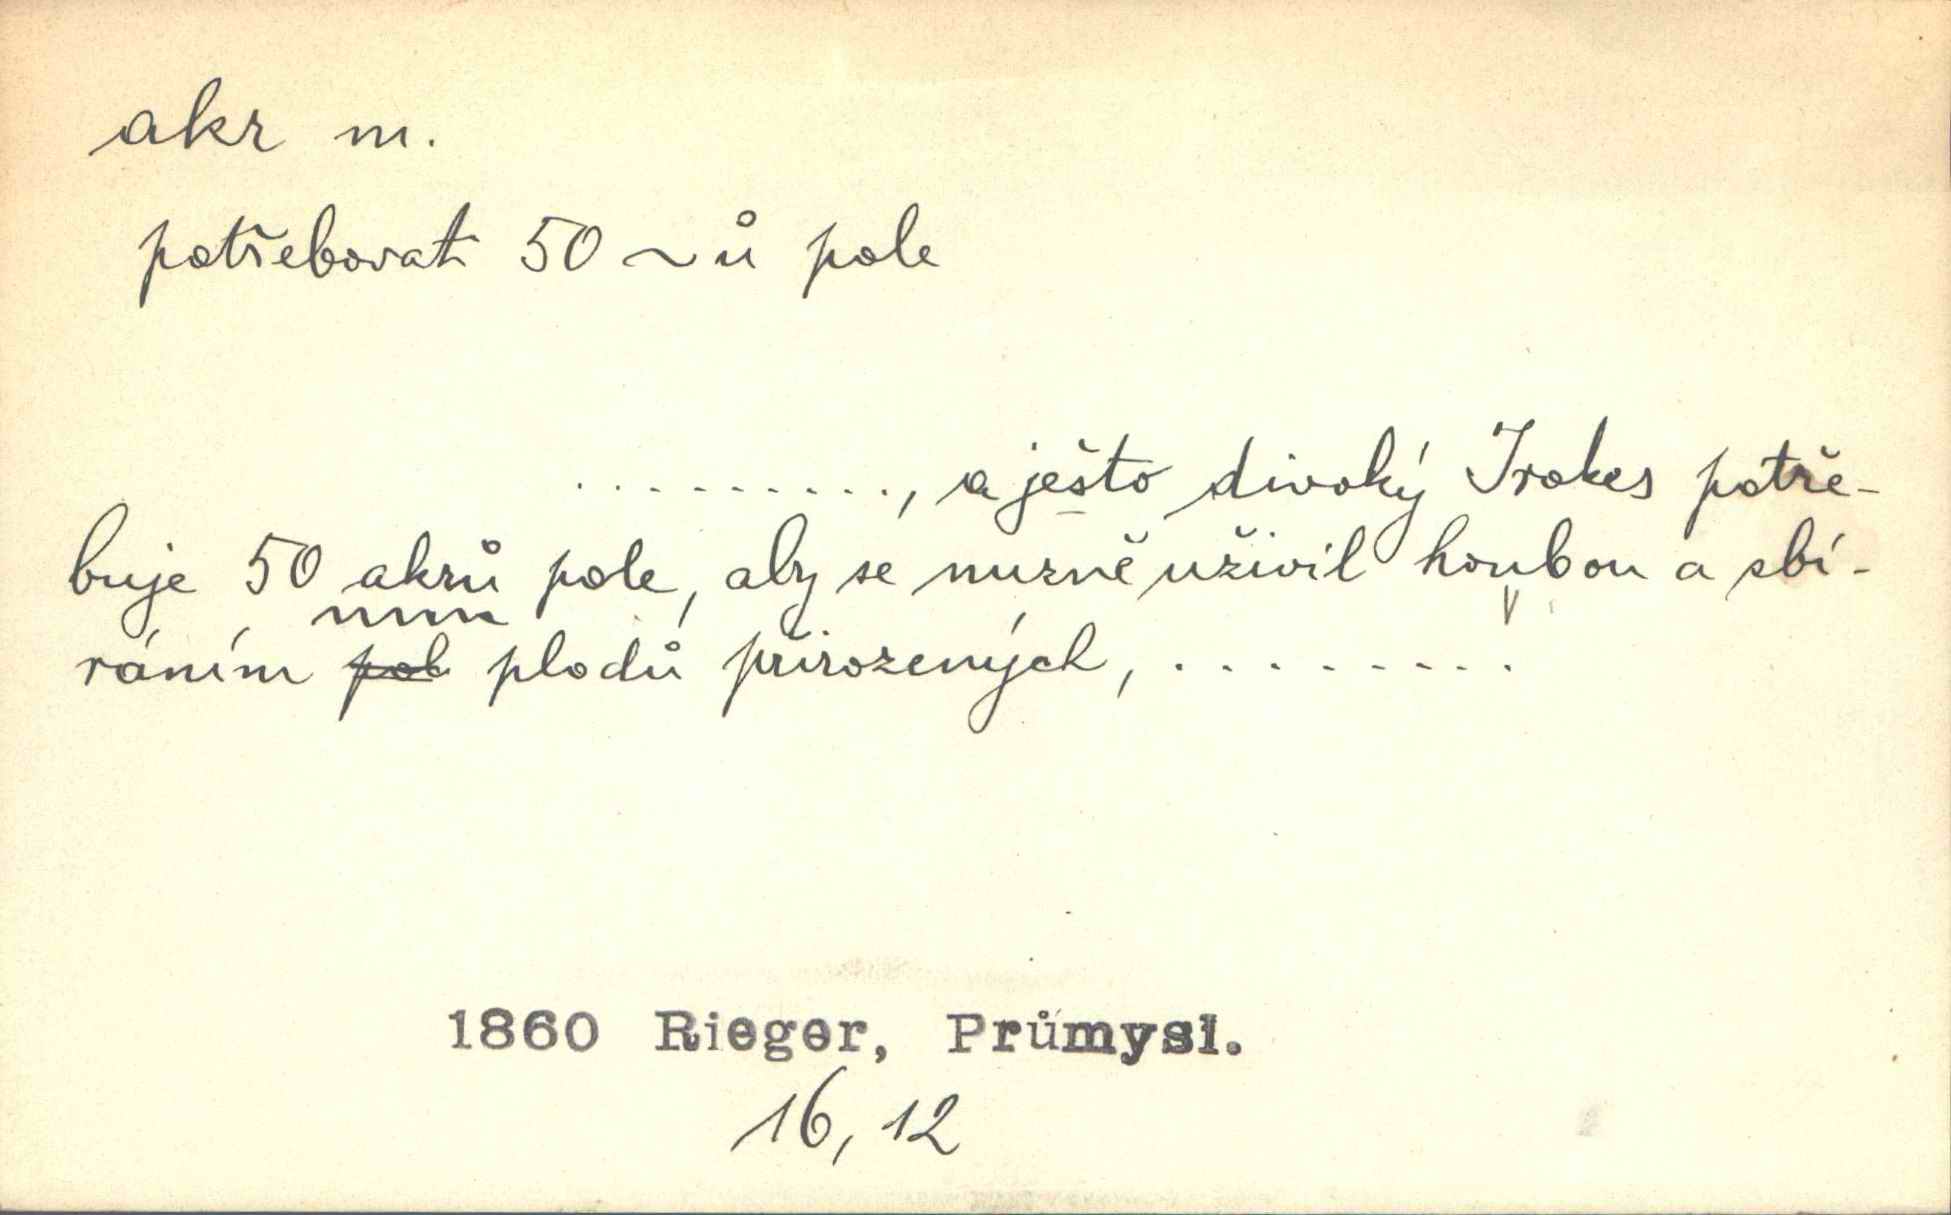 akr m.
potřebovat 50 ~ů pole
.........., a ješto divoký Irokes potře-
buje 50 akrů pole, aby se nuzně uživil honbou a sbí-
ráním pol plodů přirozených, ..........
1860 Rieger, Průmysl.
16, 12